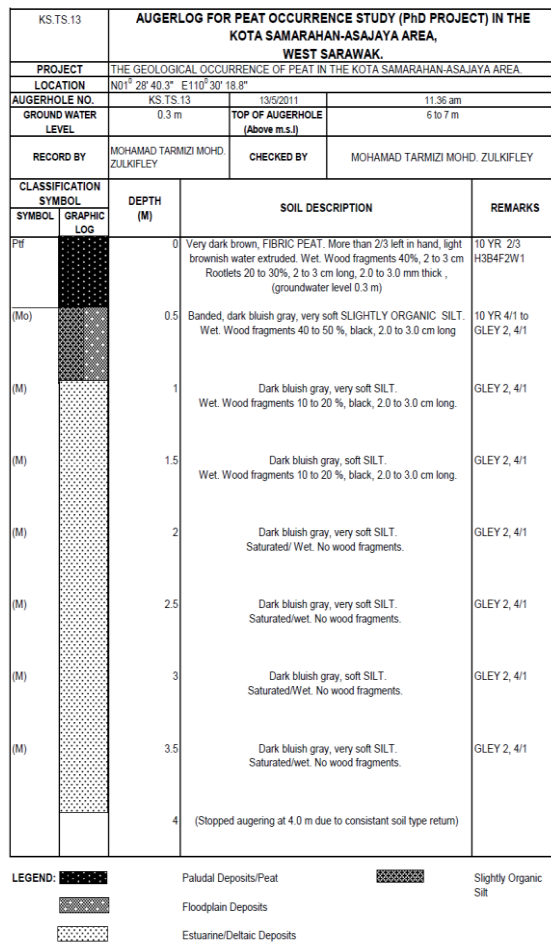 KS.TS.13
AUGERLOG FOR PEAT OCCURRENCE STUDY (PhD PROJECT) IN THE
KOTA SAMARAHAN-ASAJAYA AREA,
WEST SARAWAK.
PROJECT THE GEOLOGICAL OCCURRENCE OF PEAT IN THE KOTA SAMARAHAN-ASAJAYA AREA.
LOCATION N01⁰ 28' 40.3" E110⁰ 30' 18.8"
AUGERHOLE NO. KS.TS.13 13/5/2011 11.36 am
GROUND WATER LEVEL 0.3 m TOP OF AUGERHOLE (Above m.s.l) 6 to 7 m
RECORD BY MOHAMAD TARMIZI MOHD. ZULKIFLEY CHECKED BY MOHAMAD TARMIZI MOHD. ZULKIFLEY
CLASSIFICATION SYMBOL
SYMBOL GRAPHIC LOG
DEPTH (M)
SOIL DESCRIPTION
REMARKS
Ptf 0 Very dark brown, FIBRIC PEAT. More than 2/3 left in hand, light 10 YR 2/3
brownish water extruded. Wet. Wood fragments 40%, 2 to 3 cm H3B4F2W1
Rootlets 20 to 30%, 2 to 3 cm long, 2.0 to 3.0 mm thick ,
(groundwater level 0.3 m)
(Mo) 0.5 Banded, dark bluish gray, very soft SLIGHTLY ORGANIC SILT. 10 YR 4/1 to
Wet. Wood fragments 40 to 50 %, black, 2.0 to 3.0 cm long GLEY 2, 4/1
(M) 1 Dark bluish gray, very soft SILT. GLEY 2, 4/1
Wet. Wood fragments 10 to 20 %, black, 2.0 to 3.0 cm long.
(M) 1.5 Dark bluish gray, soft SILT. GLEY 2, 4/1
Wet. Wood fragments 10 to 20 %, black, 2.0 to 3.0 cm long.
(M) 2 Dark bluish gray, very soft SILT. GLEY 2, 4/1
Saturated/ Wet. No wood fragments.
(M) 2.5 Dark bluish gray, very soft SILT. GLEY 2, 4/1
Saturated/wet. No wood fragments.
(M) 3 Dark bluish gray, soft SILT. GLEY 2, 4/1
Saturated/Wet. No wood fragments.
(M) 3.5 Dark bluish gray, very soft SILT. GLEY 2, 4/1
Saturated/wet. No wood fragments.
4 (Stopped augering at 4.0 m due to consistant soil type return)
LEGEND: Paludal Deposits/Peat
Slightly Organic
Silt
Floodplain Deposits
Estuarine/Deltaic Deposits